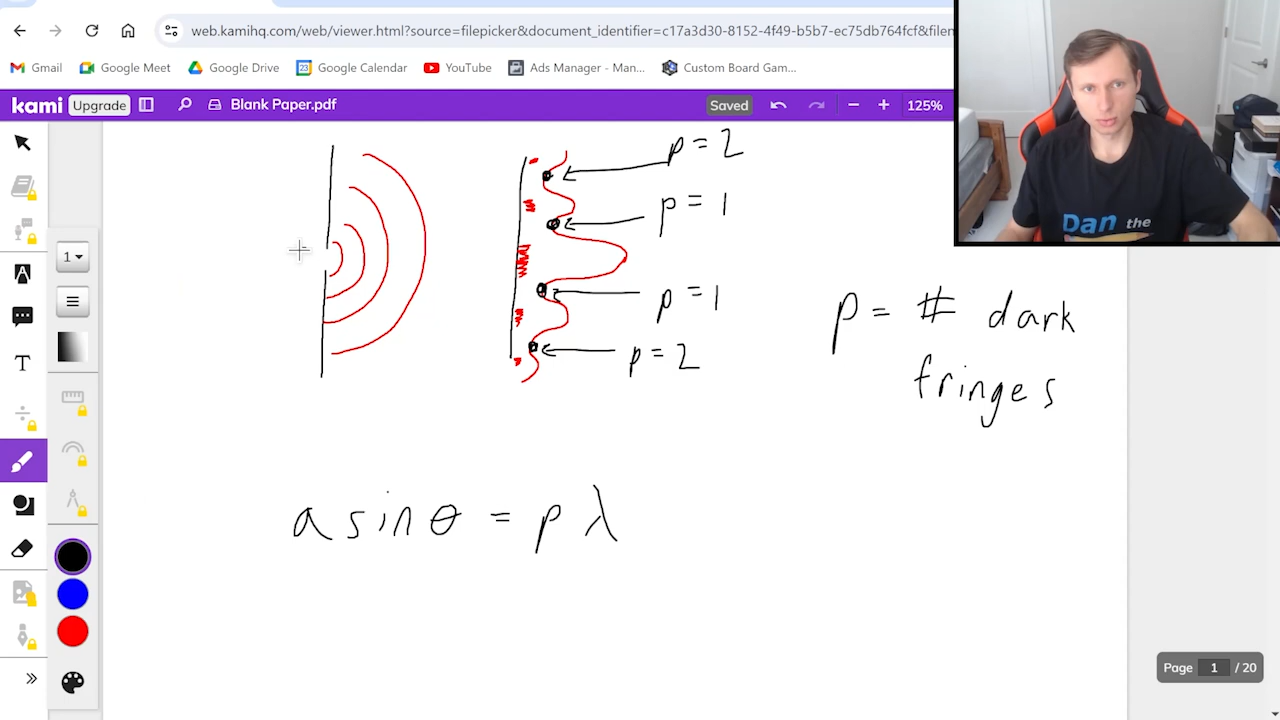 web.kamihq.com/web/viewer.html?source=filepicker&document_identifier=c17a3d30-8152-4f49-b5b7-ec75db764fcf&filen
Gmail
Google Meet
Google Drive
23
Google Calendar
YouTube
Ads Manager - Man...
Custom Board Gam...
kami
Upgrade
Blank Paper.pdf
Saved
125%
p = 2
p = 1
p = 1
p = 2
p = # dark
fringes
a sin θ = p λ
1
A
T
Dan the
Page 1 / 20